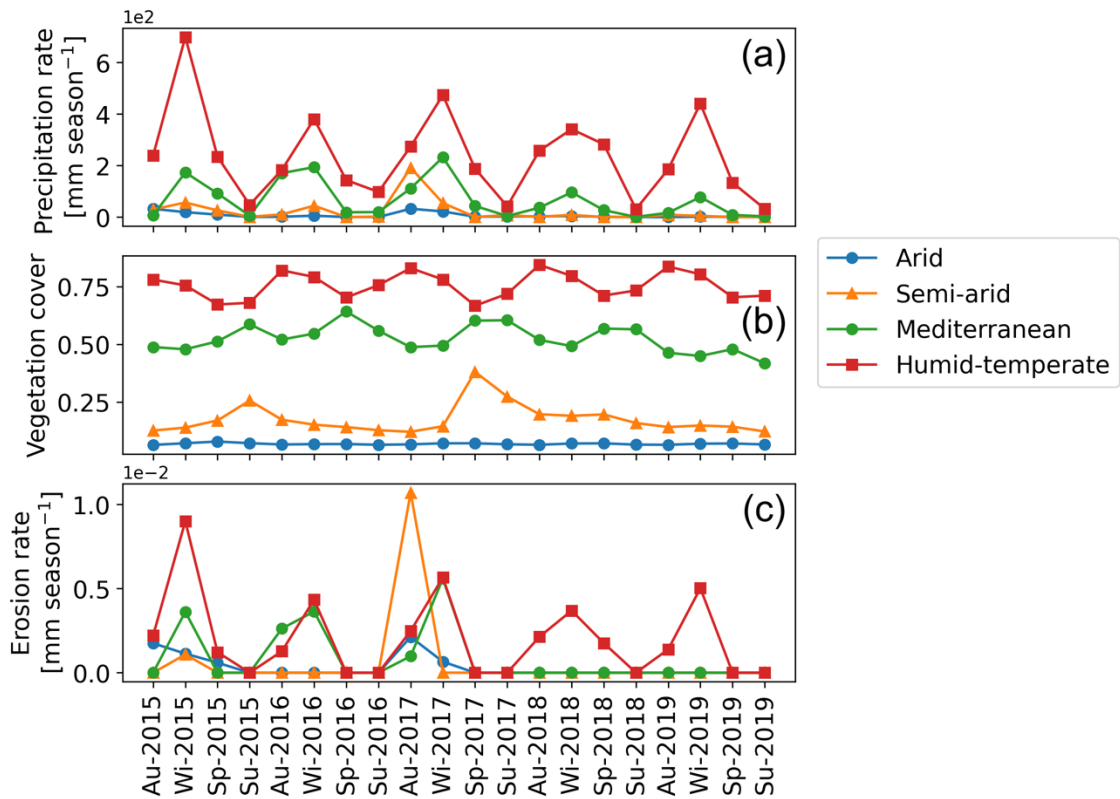 1e2
(a)
Precipitation rate
[mm season⁻¹]
6
4
2
0
Vegetation cover
0.75
0.50
0.25
(b)
Arid
Semi-arid
Mediterranean
Humid-temperate
1e-2
(c)
Erosion rate
[mm season⁻¹]
1.0
0.5
0.0
Au-2015
Wi-2015
Sp-2015
Su-2015
Au-2016
Wi-2016
Sp-2016
Su-2016
Au-2017
Wi-2017
Sp-2017
Su-2017
Au-2018
Wi-2018
Sp-2018
Su-2018
Au-2019
Wi-2019
Sp-2019
Su-2019